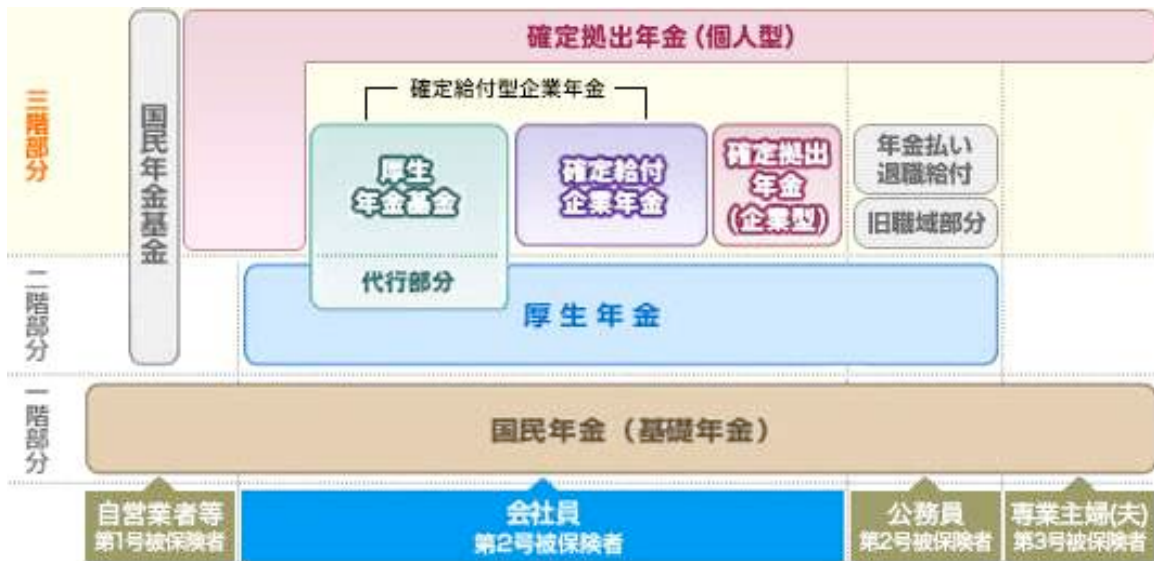 確定拠出年金（個人型）
三階部分
国民年金基金
確定給付型企業年金
厚生
年金基金
確定給付
企業年金
確定拠出
年金
（企業型）
年金払い
退職給付
旧職域部分
二階部分
代行部分
厚生年金
一階部分
国民年金（基礎年金）
自営業者等
第1号被保険者
会社員
第2号被保険者
公務員
第2号被保険者
専業主婦(夫)
第3号被保険者